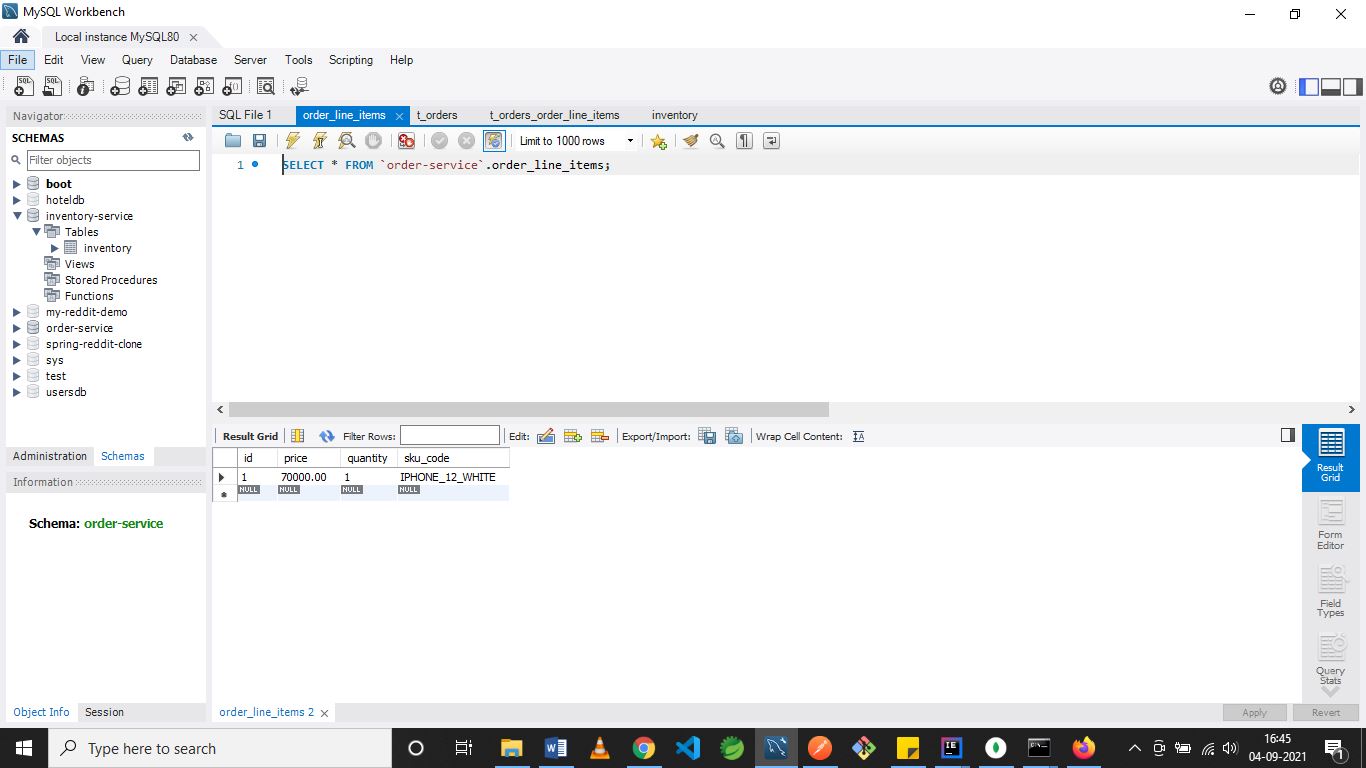 MySQL Workbench
Local instance MySQL80
File Edit View Query Database Server Tools Scripting Help
Navigator
SCHEMAS
Filter objects
boot
hoteldb
inventory-service
Tables
inventory
Views
Stored Procedures
Functions
my-reddit-demo
order-service
spring-reddit-clone
sys
test
usersdb
Administration Schemas
Information
Schema: order-service
Object Info Session
SQL File 1 order_line_items t_orders t_orders_order_line_items inventory
Limit to 1000 rows
1 SELECT * FROM `order-service`.order_line_items;
Result Grid Filter Rows: Edit: Export/Import: Wrap Cell Content:
id price quantity sku_code
1 70000.00 1 IPHONE_12_WHITE
NULL NULL NULL NULL
Result
Grid
Form
Editor
Field
Types
Query
Stats
order_line_items 2
Apply Revert
Type here to search
16:45
04-09-2021
1